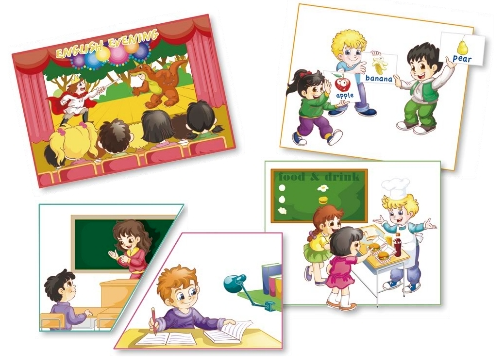 ENGLISH EVENING
pear
banana
apple
food & drink